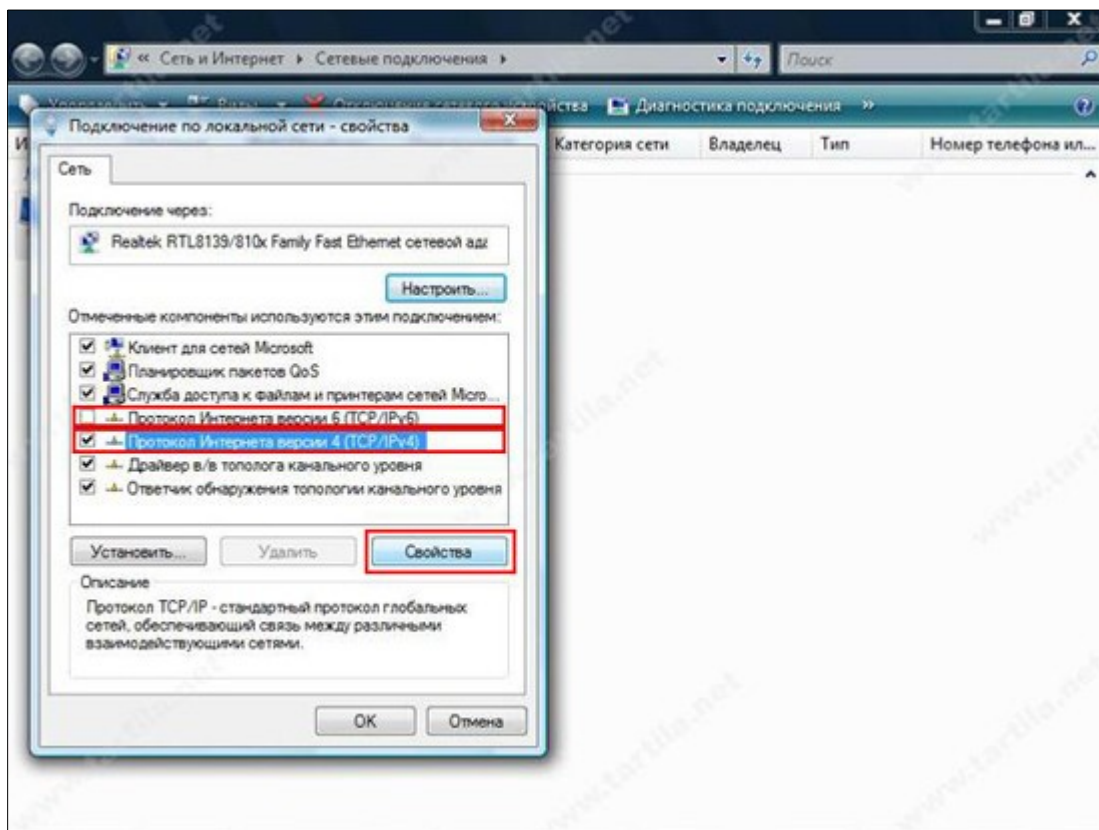 « Сеть и Интернет ▸ Сетевые подключения ▸
Поиск
Диагностика подключения »
Подключение по локальной сети - свойства
Категория сети Владелец Тип Номер телефона ил...
Сеть
Подключение через:
Realtek RTL8139/810x Family Fast Ethernet сетевой ада
Настроить...
Отмеченные компоненты используются этим подключением:
Клиент для сетей Microsoft
Планировщик пакетов QoS
Служба доступа к файлам и принтерам сетей Micro...
Протокол Интернета версии 6 (TCP/IPv6)
Протокол Интернета версии 4 (TCP/IPv4)
Драйвер в/в тополога канального уровня
Ответчик обнаружения топологии канального уровня
Установить... Удалить Свойства
Описание
Протокол TCP/IP - стандартный протокол глобальных
сетей, обеспечивающий связь между различными
взаимодействующими сетями.
OK Отмена
www.tartila.net